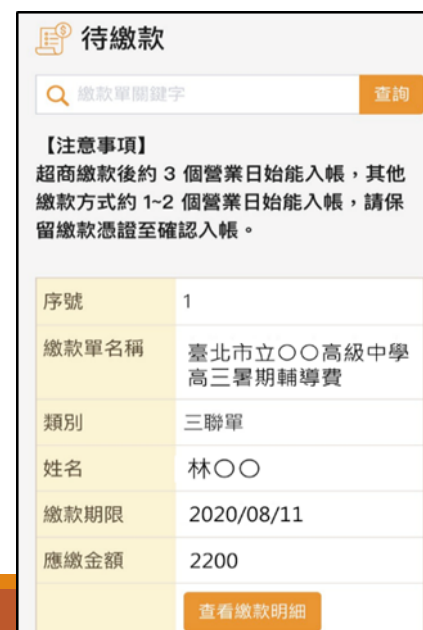 待繳款
繳款單關鍵字
查詢
【注意事項】
超商繳款後約 3 個營業日始能入帳，其他
繳款方式約 1~2 個營業日始能入帳，請保
留繳款憑證至確認入帳。
序號 1
繳款單名稱 臺北市立○○高級中學
高三暑期輔導費
類別 三聯單
姓名 林○○
繳款期限 2020/08/11
應繳金額 2200
查看繳款明細